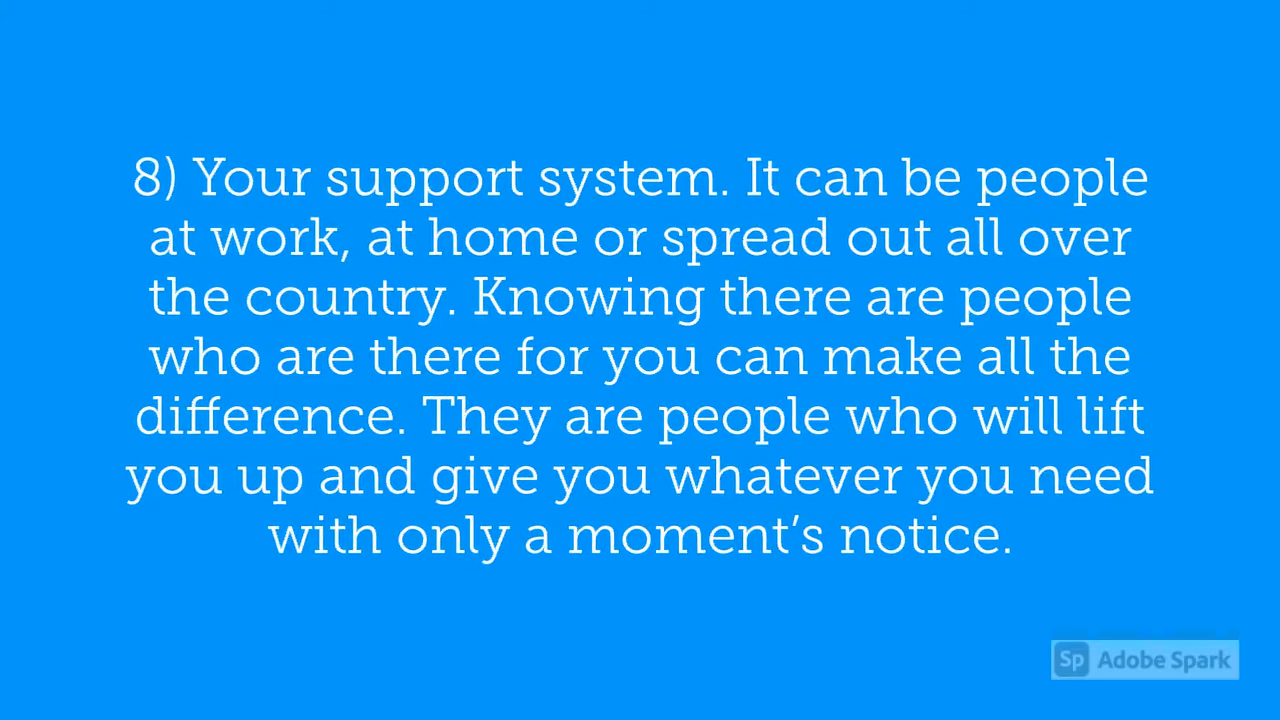 8) Your support system. It can be people
at work, at home or spread out all over
the country. Knowing there are people
who are there for you can make all the
difference. They are people who will lift
you up and give you whatever you need
with only a moment’s notice.
Sp Adobe Spark